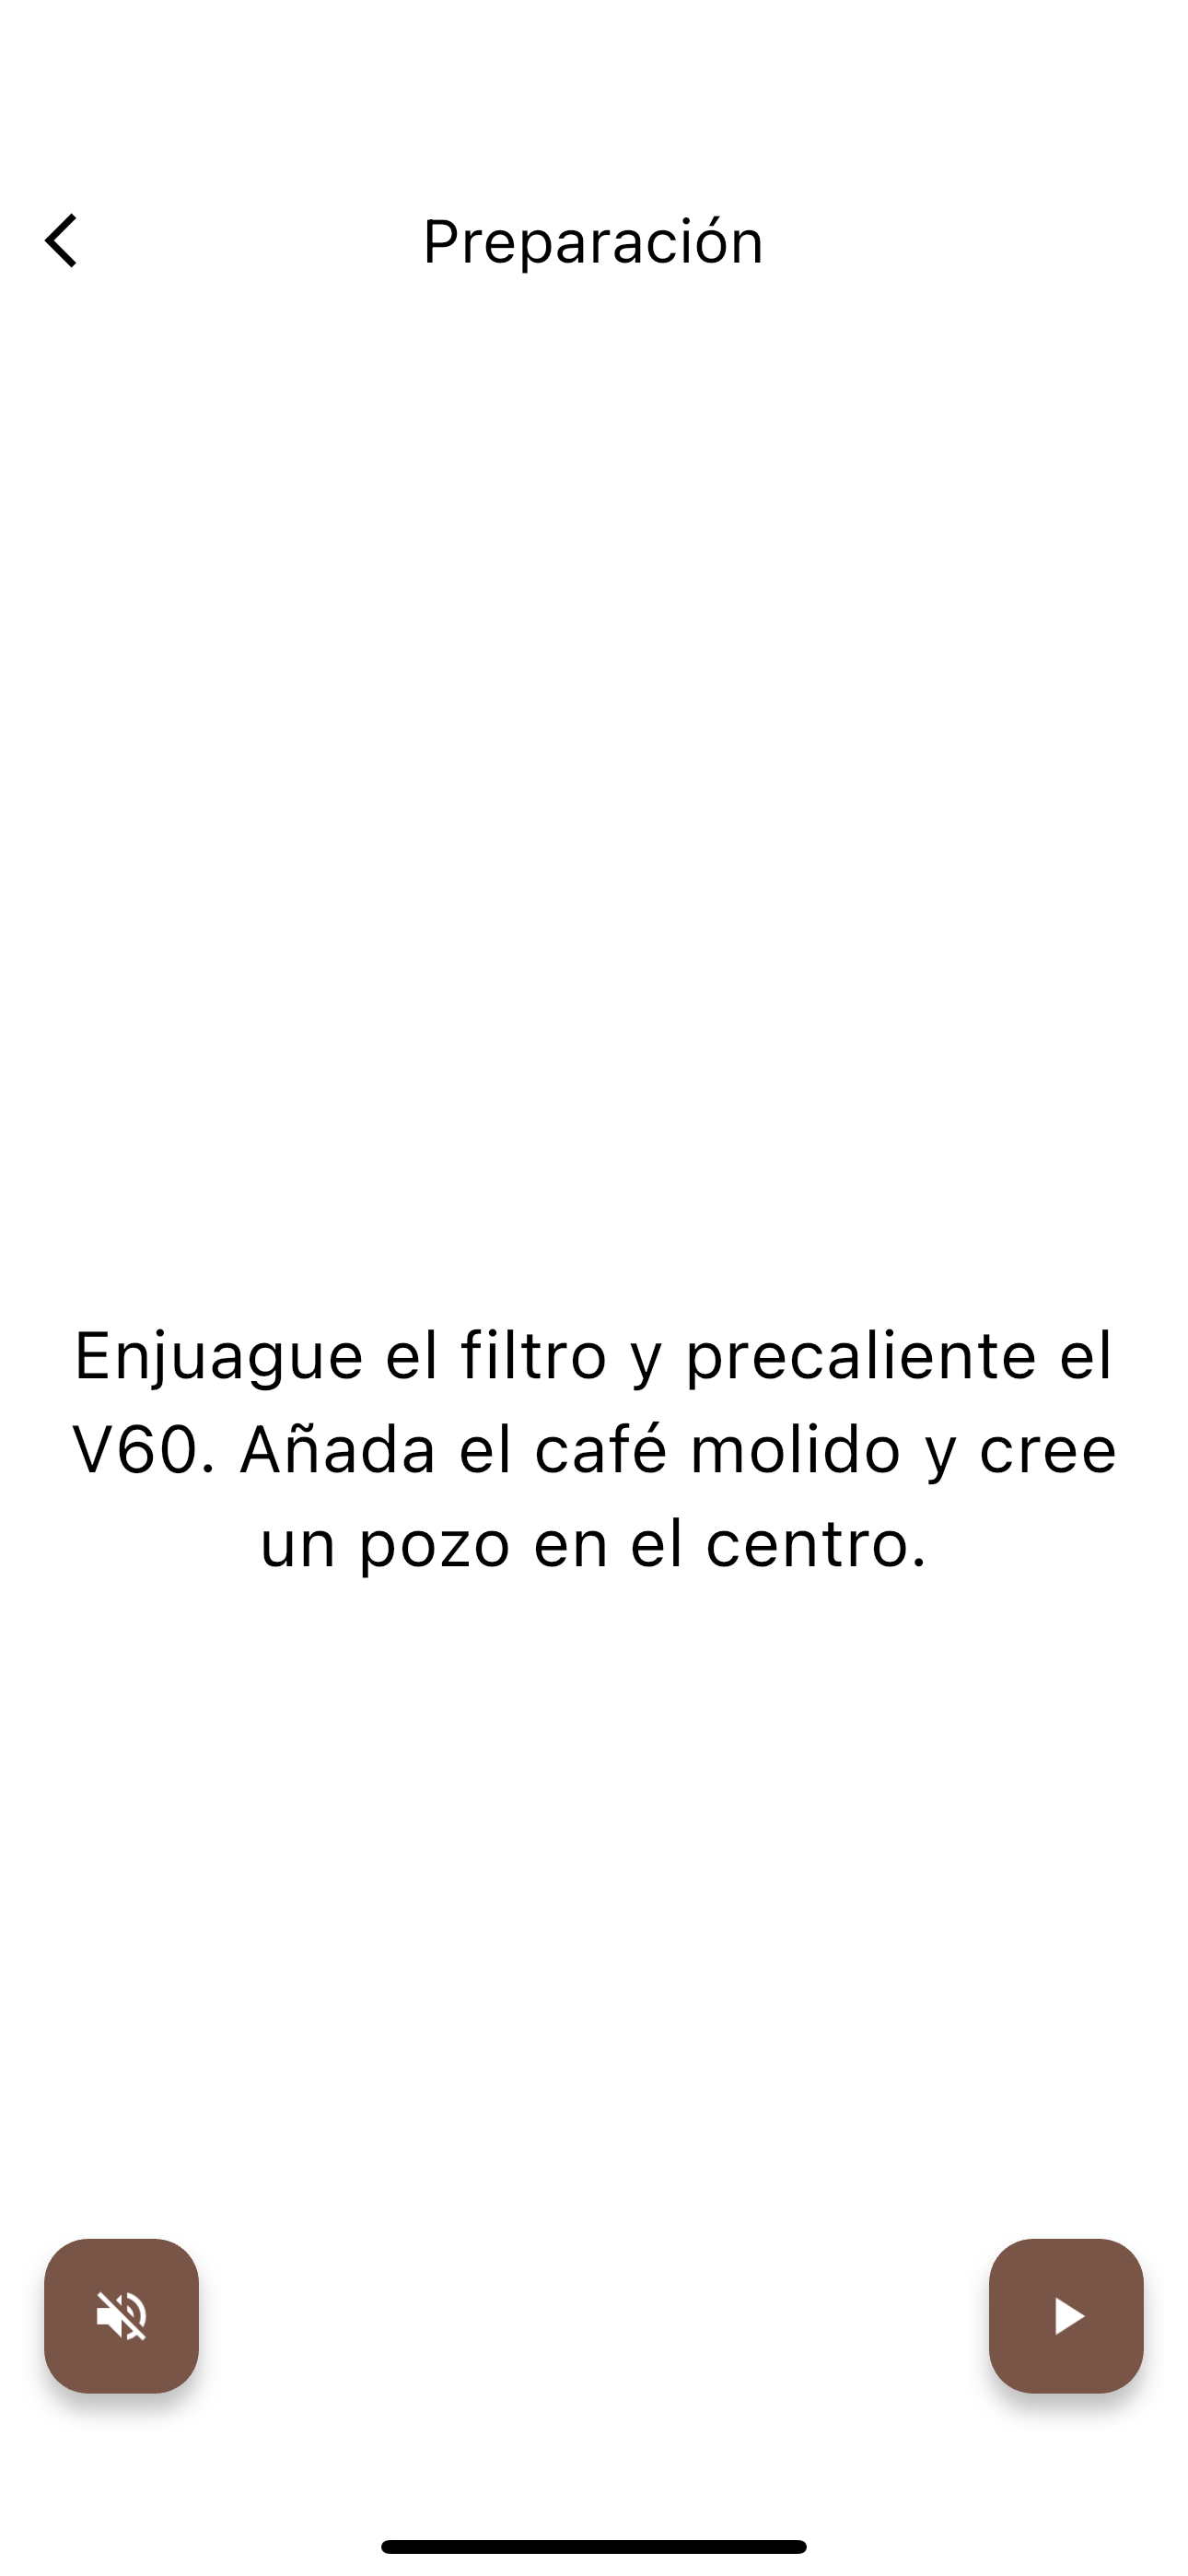 Preparación
Enjuague el filtro y precaliente el
V60. Añada el café molido y cree
un pozo en el centro.